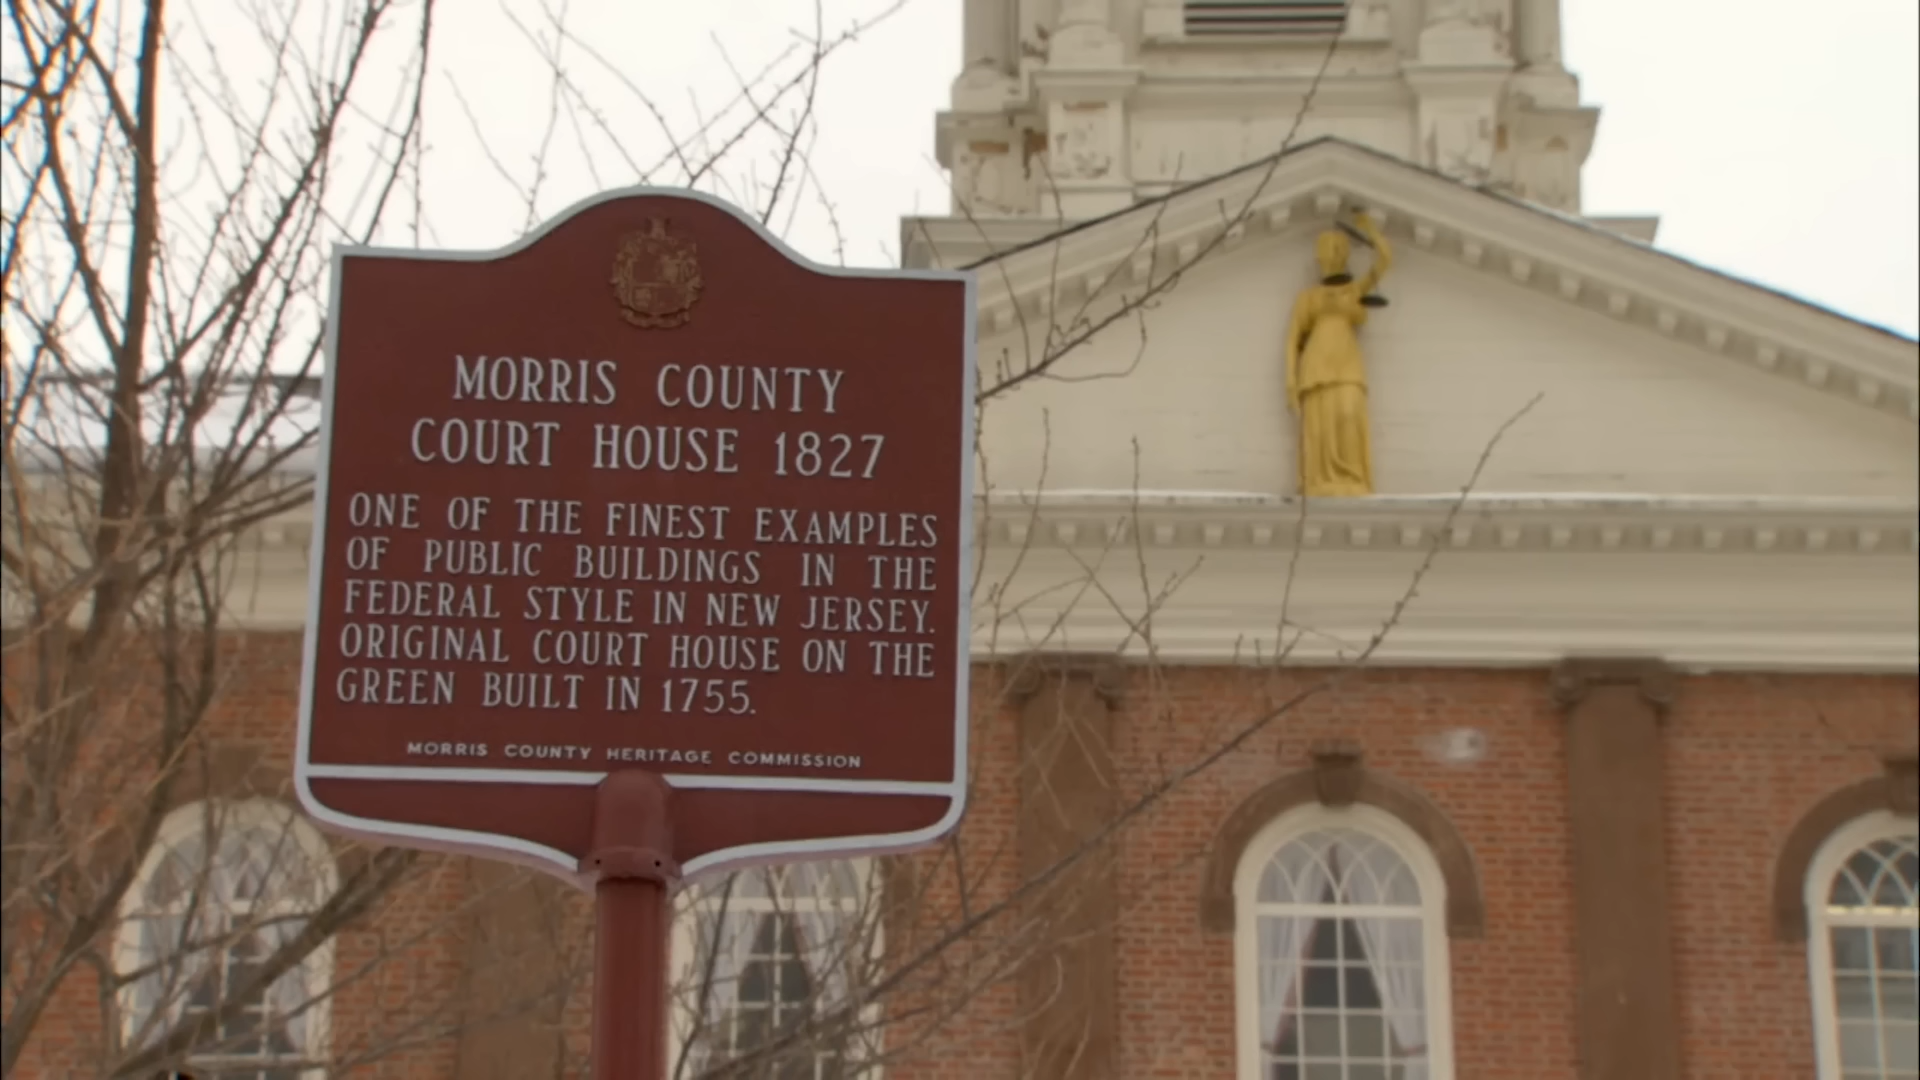 MORRIS COUNTY
COURT HOUSE 1827
ONE OF THE FINEST EXAMPLES
OF PUBLIC BUILDINGS IN THE
FEDERAL STYLE IN NEW JERSEY.
ORIGINAL COURT HOUSE ON THE
GREEN BUILT IN 1755.
MORRIS COUNTY HERITAGE COMMISSION